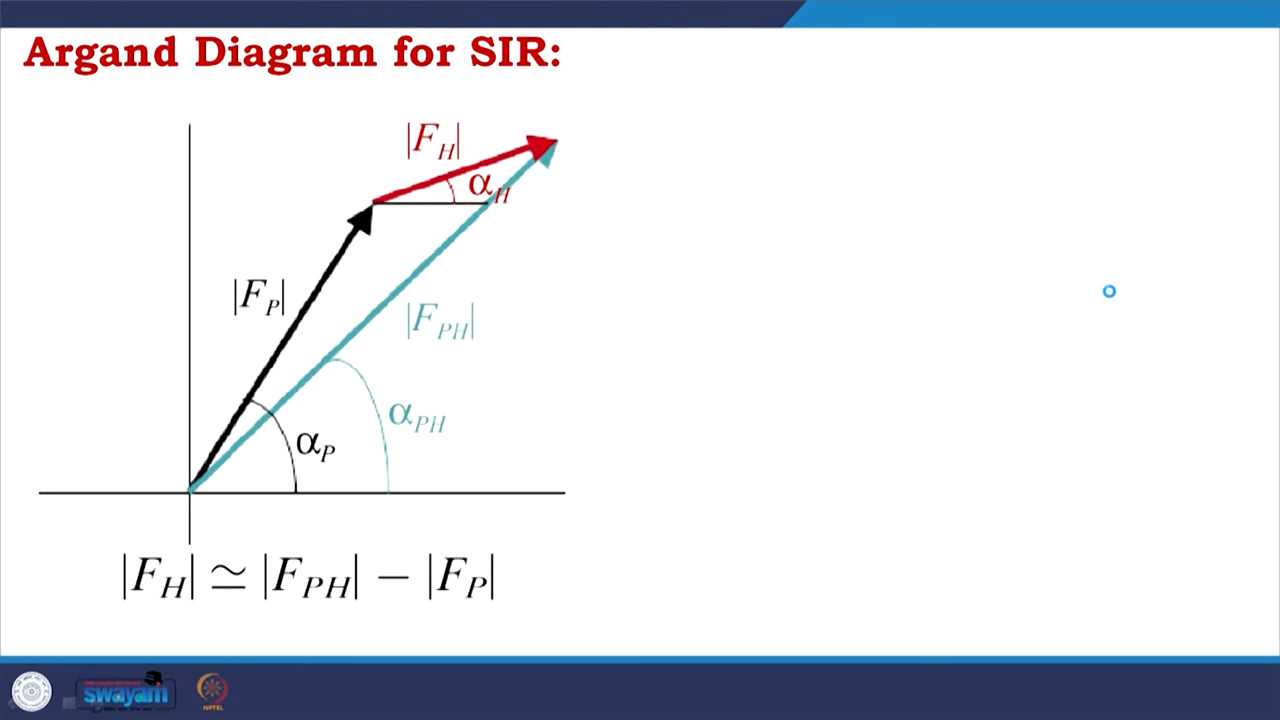 Argand Diagram for SIR:
|F_H|
α_H
|F_P|
|F_PH|
α_PH
α_P
|F_H| ≃ |F_PH| − |F_P|
swayam
NPTEL